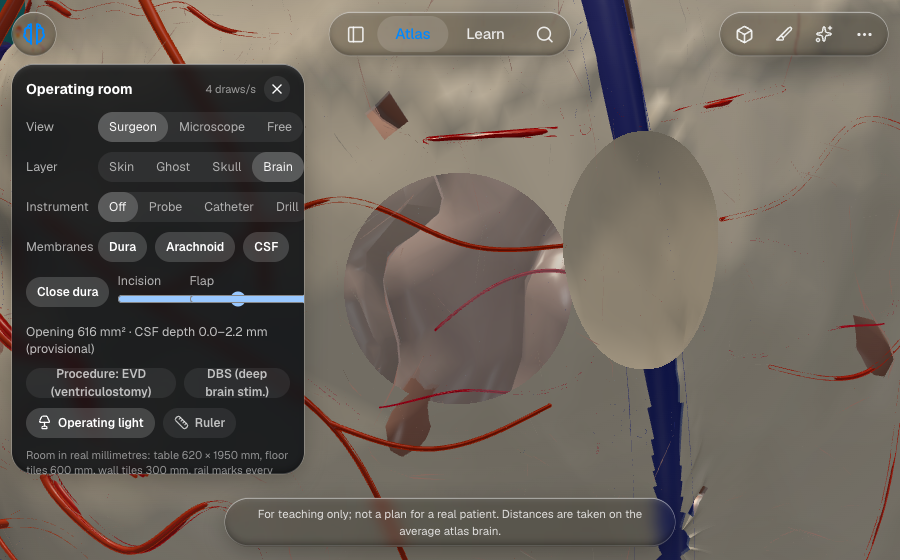 Atlas
Learn
Operating room
4 draws/s
View
Surgeon
Microscope
Free
Layer
Skin
Ghost
Skull
Brain
Instrument
Off
Probe
Catheter
Drill
Membranes
Dura
Arachnoid
CSF
Close dura
Incision
Flap
Opening 616 mm² · CSF depth 0.0–2.2 mm
(provisional)
Procedure: EVD
(ventriculostomy)
DBS (deep
brain stim.)
Operating light
Ruler
Room in real millimetres: table 620 × 1950 mm, floor
tiles 600 mm, wall tiles 300 mm, rail marks every
For teaching only; not a plan for a real patient. Distances are taken on the
average atlas brain.